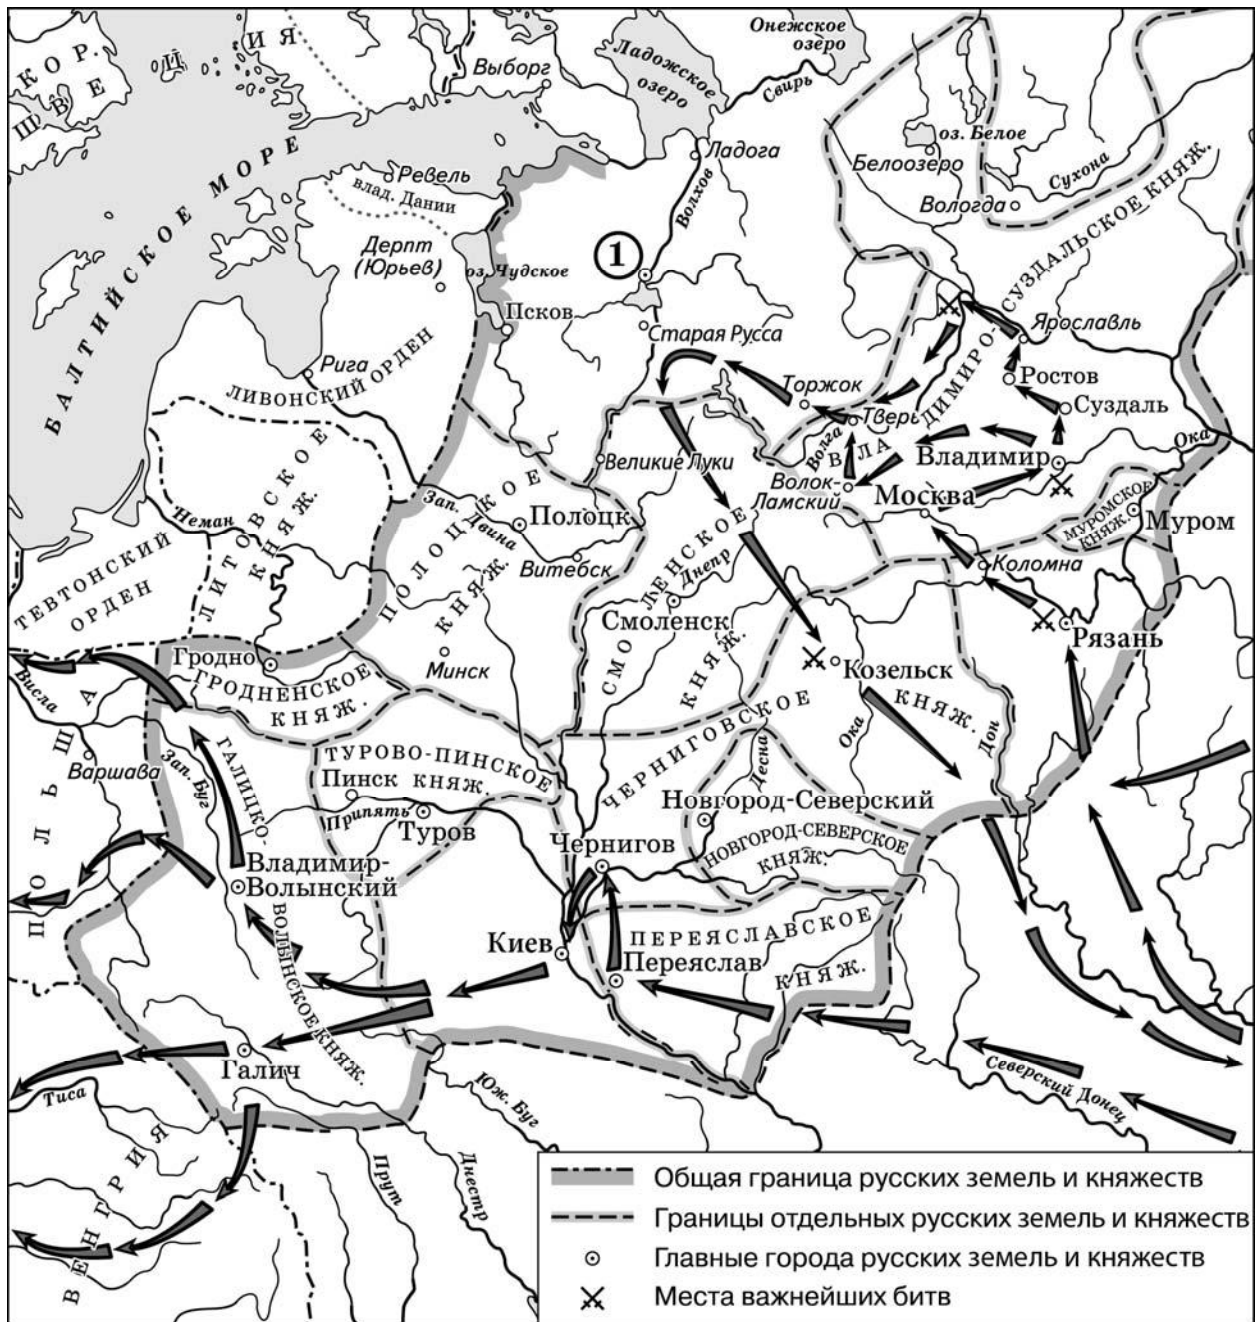 КОР. ШВЕЙЦИЯ
Выборг
Ладожское
озеро
Онежское
озеро
Свирь
оз. Белое
Белоозеро
Сухона
Вологда
Ладога
Волхов
БАЛТИЙСКОЕ МОРЕ
Ревель
влад. Дании
Дерпт
(Юрьев)
оз. Чудское
1
Псков
Старая Русса
Рига
ЛИВОНСКИЙ ОРДЕН
ВЛАДИМИРО-СУЗДАЛЬСКОЕ КНЯЖ.
Ярославль
Ростов
Суздаль
Торжок
Тверь
Волга
Владимир
Ока
Волок-
Ламский
Москва
МУРОМСКОЕ
КНЯЖ.
Муром
Коломна
Рязань
Великие Луки
ПОЛОЦКОЕ КНЯЖ.
Зап. Двина
Полоцк
Витебск
Неман
ЛИТОВСКОЕ
КНЯЖ.
ТЕВТОНСКИЙ
ОРДЕН
СМОЛЕНСКОЕ
КНЯЖ.
Днепр
Смоленск
Минск
Гродно
ГРОДНЕНСКОЕ
КНЯЖ.
Козельск
ЧЕРНИГОВСКОЕ
КНЯЖ.
Ока
Дон
Десна
Висла
ПОЛЬША
Варшава
Зап. Буг
ГАЛИЦКО-
ВОЛЫНСКОЕ КНЯЖ.
ТУРОВО-ПИНСКОЕ
КНЯЖ.
Пинск
Припять
Туров
Новгород-Северский
НОВГОРОД-СЕВЕРСКОЕ
КНЯЖ.
Чернигов
Владимир-
Волынский
Киев
ПЕРЕЯСЛАВСКОЕ
КНЯЖ.
Переяслав
Галич
Тиса
Северский Донец
Юж. Буг
Прут
Днестр
ВЕНГРИЯ
Общая граница русских земель и княжеств
Границы отдельных русских земель и княжеств
Главные города русских земель и княжеств
Места важнейших битв